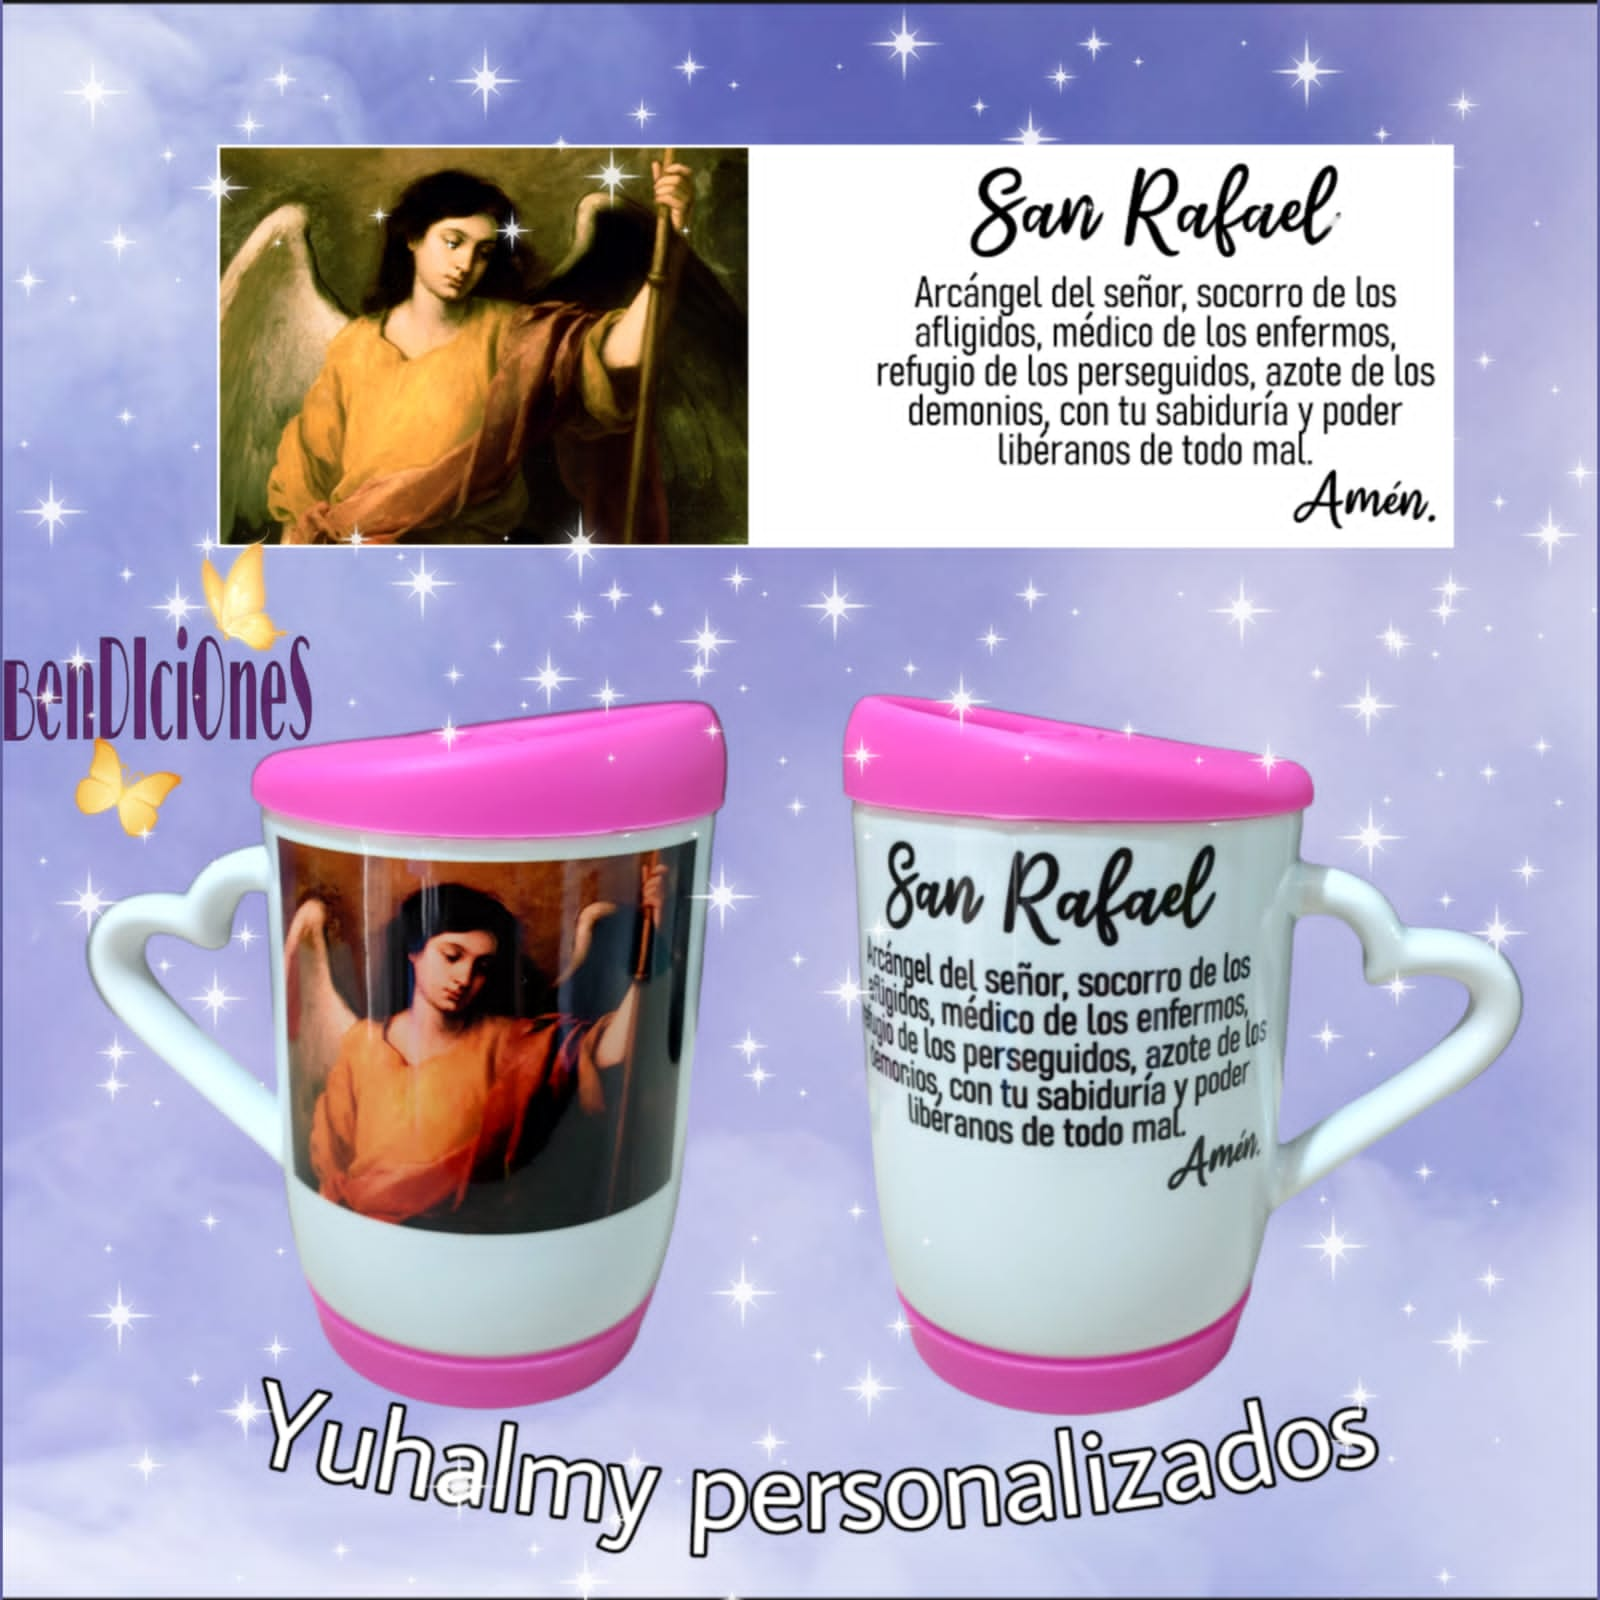 San Rafael
Arcángel del señor, socorro de los
afligidos, médico de los enfermos,
refugio de los perseguidos, azote de los
demonios, con tu sabiduría y poder
libéranos de todo mal.
Amén.
BenDIciOneS
San Rafael
Arcángel del señor, socorro de los
afligidos, médico de los enfermos,
refugio de los perseguidos, azote de los
demonios, con tu sabiduría y poder
libéranos de todo mal.
Amén.
Yuhalmy personalizados